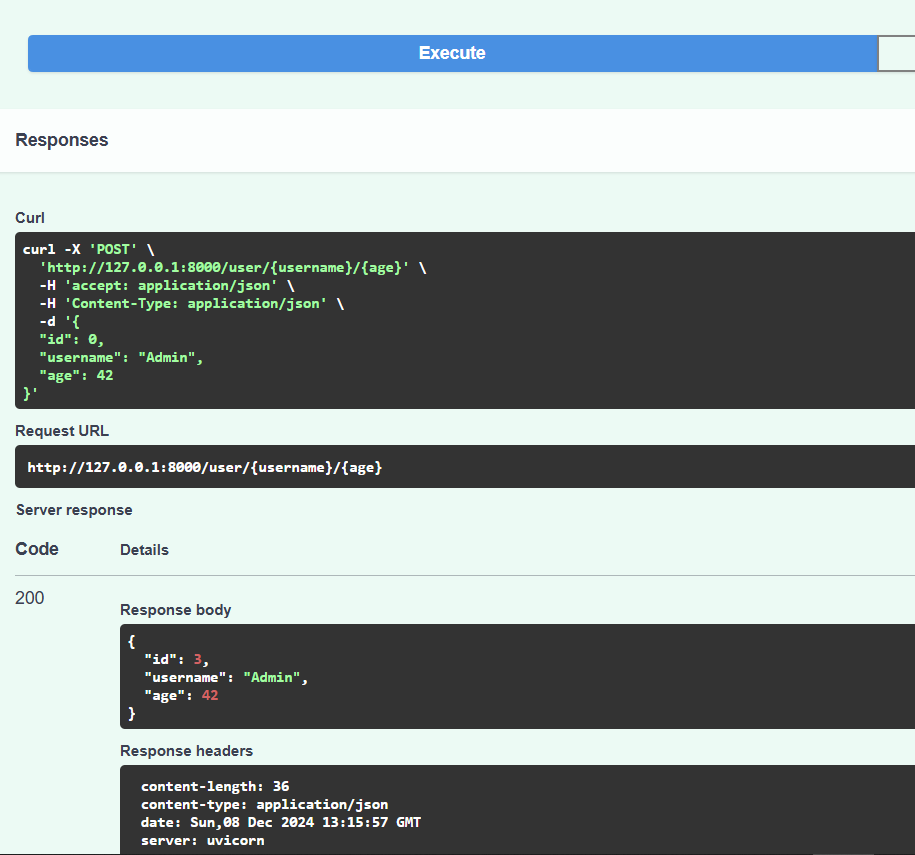 Execute
Responses
Curl
curl -X 'POST' \
  'http://127.0.0.1:8000/user/{username}/{age}' \
  -H 'accept: application/json' \
  -H 'Content-Type: application/json' \
  -d '{
  "id": 0,
  "username": "Admin",
  "age": 42
}'
Request URL
http://127.0.0.1:8000/user/{username}/{age}
Server response
Code Details
200
Response body
{
  "id": 3,
  "username": "Admin",
  "age": 42
}
Response headers
content-length: 36
content-type: application/json
date: Sun,08 Dec 2024 13:15:57 GMT
server: uvicorn